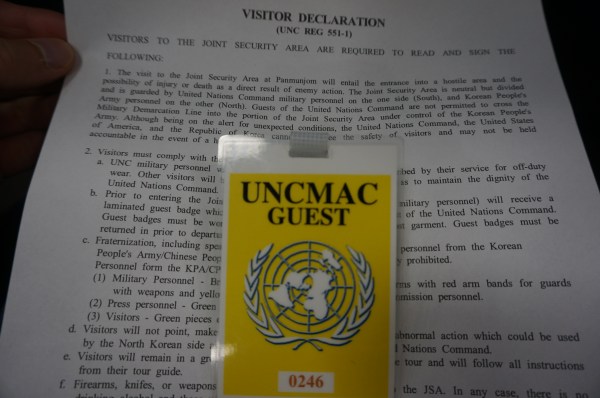 VISITOR DECLARATION
(UNC REG 551-1)
VISITORS TO THE JOINT SECURITY AREA ARE REQUIRED TO READ AND SIGN THE
FOLLOWING:
1. The visit to the Joint Security Area at Panmunjom will entail the entrance into a hostile area and the
possibility of injury or death as a direct result of enemy action. The Joint Security Area is neutral but divided
and is guarded by United Nations Command military personnel on the one side (South), and Korean People's
Army personnel on the other (North). Guests of the United Nations Command are not permitted to cross the
Military Demarcation Line into the portion of the Joint Security Area under control of the Korean People's
Army. Although being on the alert for unexpected conditions, the United Nations Command, the United States
of America, and the Republic of Korea the safety of visitors and may not be held
accountable in the event of a
2. Visitors must comply with
a. UNC military personnel by their service for off-duty
wear. Other visitors will as to maintain the dignity of the
United Nations Command.
b. Prior to entering the military personnel) will receive a
laminated guest badge of the United Nations Command.
Guest badges must be garment. Guest badges must be
returned in prior to
c. Fraternization, including personnel from the Korean
People's Army/Chinese prohibited.
Personnel form the
(1) Military Personnel - with red arm bands for guards
with weapons and personnel.
(2) Press personnel - Green
(3) Visitors - Green pieces
d. Visitors will not point, make abnormal action which could be used
by the North Korean side Nations Command.
e. Visitors will remain in a tour and will follow all instructions
from their tour guide.
f. Firearms, knifes, or weapons the JSA. In any case, there is no
UNCMAC
GUEST
0246